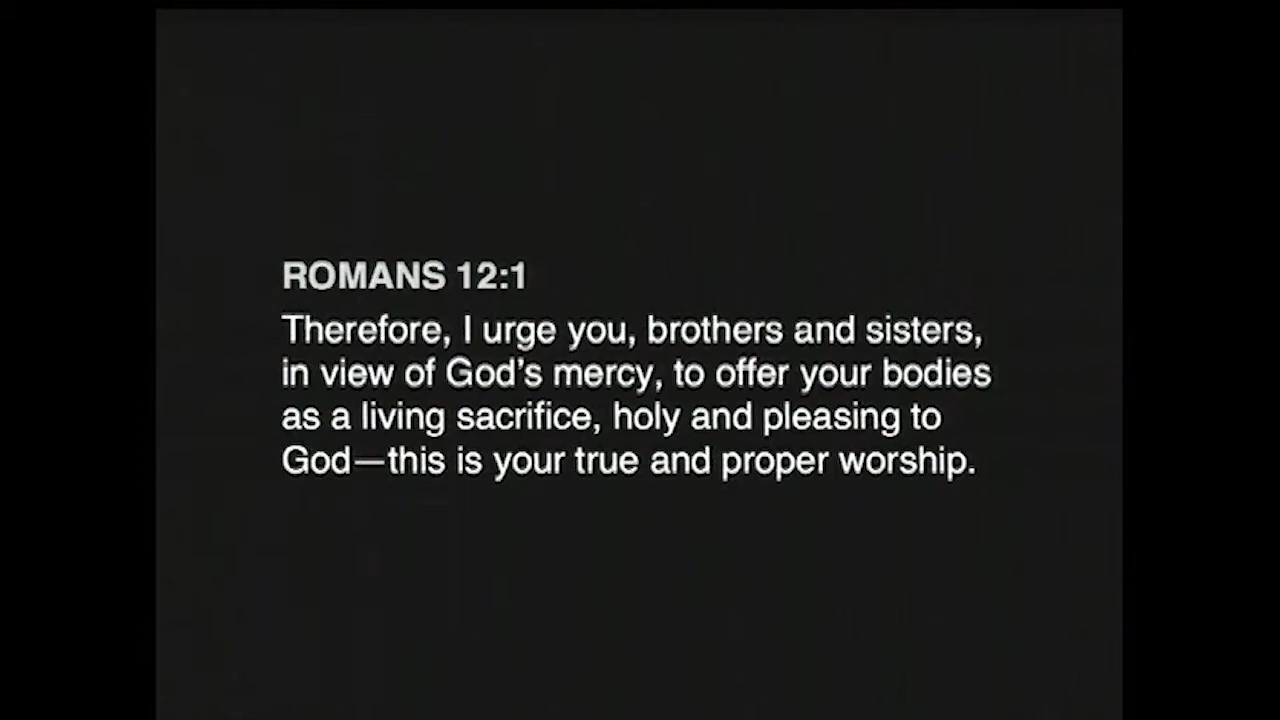 ROMANS 12:1
Therefore, I urge you, brothers and sisters,
in view of God’s mercy, to offer your bodies
as a living sacrifice, holy and pleasing to
God—this is your true and proper worship.